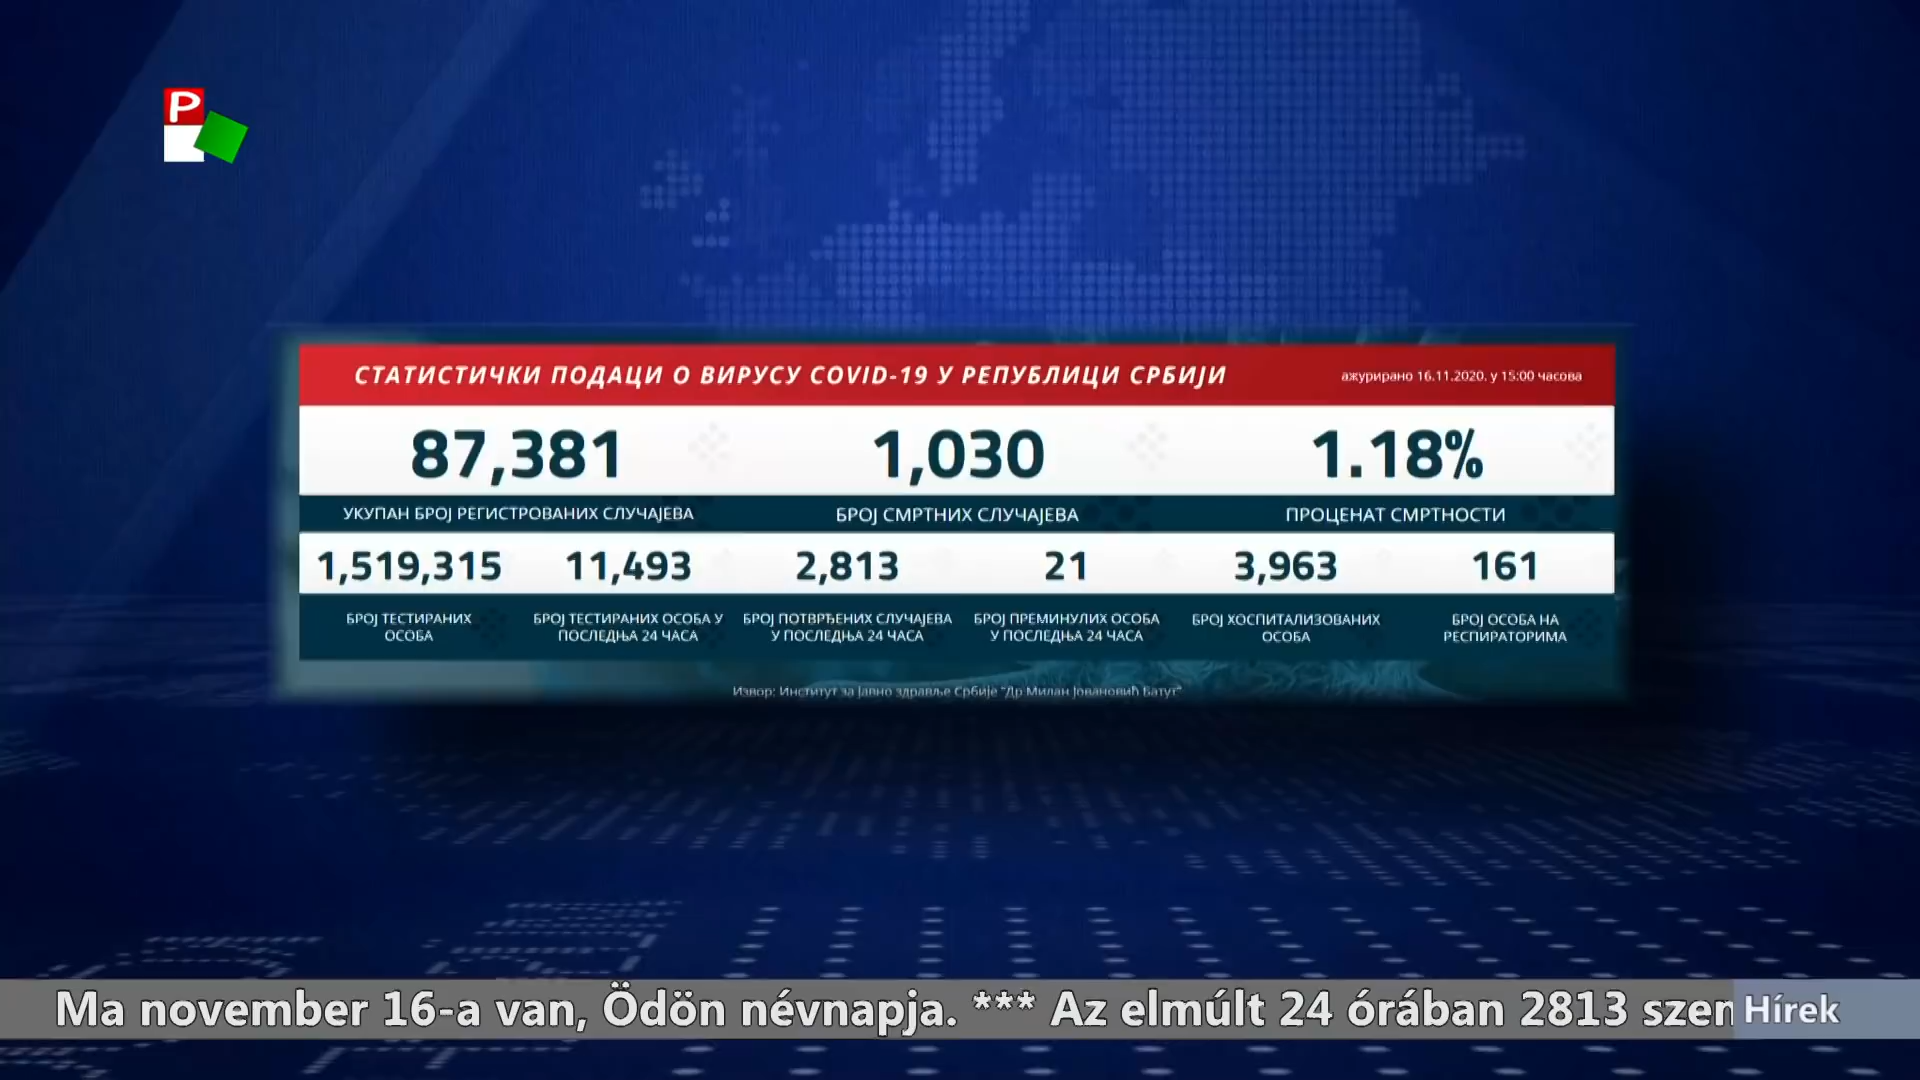 P
СТАТИСТИЧКИ ПОДАЦИ О ВИРУСУ COVID-19 У РЕПУБЛИЦИ СРБИЈИ
ажурирано 16.11.2020. у 15:00 часова
87,381 1,030 1.18%
УКУПАН БРОЈ РЕГИСТРОВАНИХ СЛУЧАЈЕВА БРОЈ СМРТНИХ СЛУЧАЈЕВА ПРОЦЕНАТ СМРТНОСТИ
1,519,315 11,493 2,813 21 3,963 161
БРОЈ ТЕСТИРАНИХ
ОСОБА
БРОЈ ТЕСТИРАНИХ ОСОБА У
ПОСЛЕДЊА 24 ЧАСА
БРОЈ ПОТВРЂЕНИХ СЛУЧАЈЕВА
У ПОСЛЕДЊА 24 ЧАСА
БРОЈ ПРЕМИНУЛИХ ОСОБА
У ПОСЛЕДЊА 24 ЧАСА
БРОЈ ХОСПИТАЛИЗОВАНИХ
ОСОБА
БРОЈ ОСОБА НА
РЕСПИРАТОРИМА
Извор: Институт за јавно здравље Србије "Др Милан Јовановић Батут"
Ma november 16-a van, Ödön névnapja. *** Az elmúlt 24 órában 2813 szen
Hírek